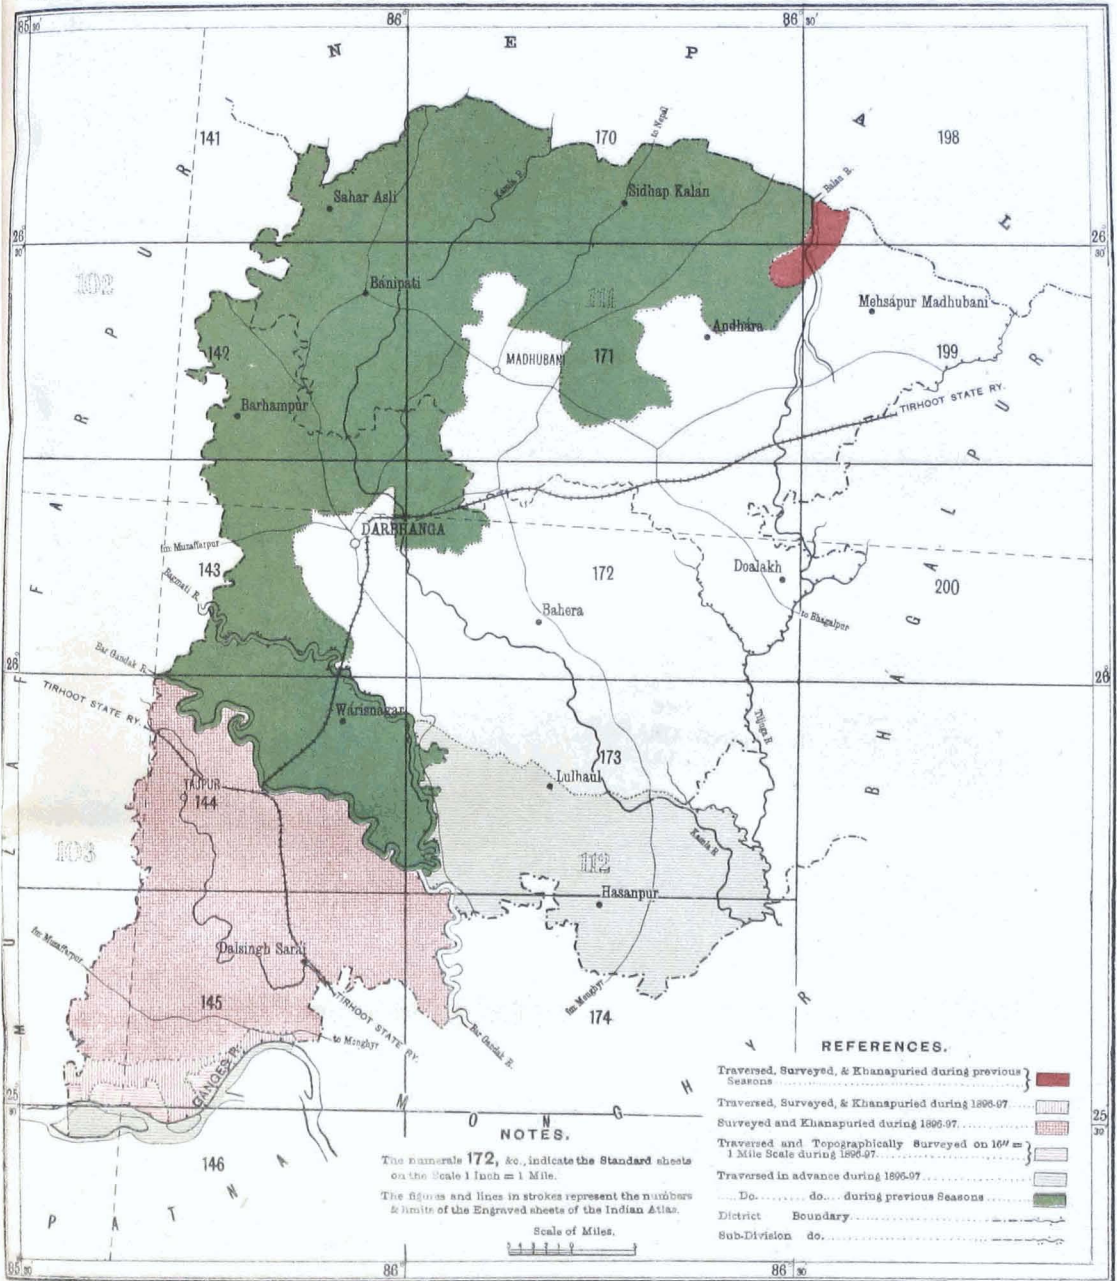 85° 30'
86°
86° 30'
N E P A L
141
170
198
to Nepal
Balan R.
Kamla R.
Sahar Asli
Sidhap Kalan
26 30'
26 30'
102
Banipati
111
Mehsápur Madhubani
Andhára
MADHUBANI
142
171
199
Barhampur
TIRHOOT STATE RY.
DARBHANGA
fm. Muzaffarpur
143
Bagmati R.
172
Doalakh
200
Bahera
to Bhagalpur
Bar Gandak R.
26°
26°
TIRHOOT STATE RY.
Wárisnagar
Tiljuga R.
173
Lulhaul
TAJPUR
144
Kamla R.
103
112
Hasanpur
Dalsingh Sarái
fm. Muzaffarpur
145
TIRHOOT STATE RY.
fm. Monghyr
174
to Monghyr
Bar Gandak R.
GANGES R.
25 30'
25 30'
146
M U Z A F F A R P U R
B H A G A L P U R
M O N G H Y R
P A T N A
REFERENCES.
Traversed, Surveyed, & Khanapuried during previous
Seasons
Traversed, Surveyed, & Khanapuried during 1896-97
Surveyed and Khanapuried during 1896-97
Traversed and Topographically Surveyed on 16" =
1 Mile Scale during 1896-97
Traversed in advance during 1896-97
Do. do. during previous Seasons
District Boundary
Sub-Division do.
NOTES.
The numerals 172, &c., indicate the Standard sheets
on the Scale 1 Inch = 1 Mile.
The figures and lines in strokes represent the numbers
& limits of the Engraved sheets of the Indian Atlas.
Scale of Miles.
85° 30'
86°
86° 30